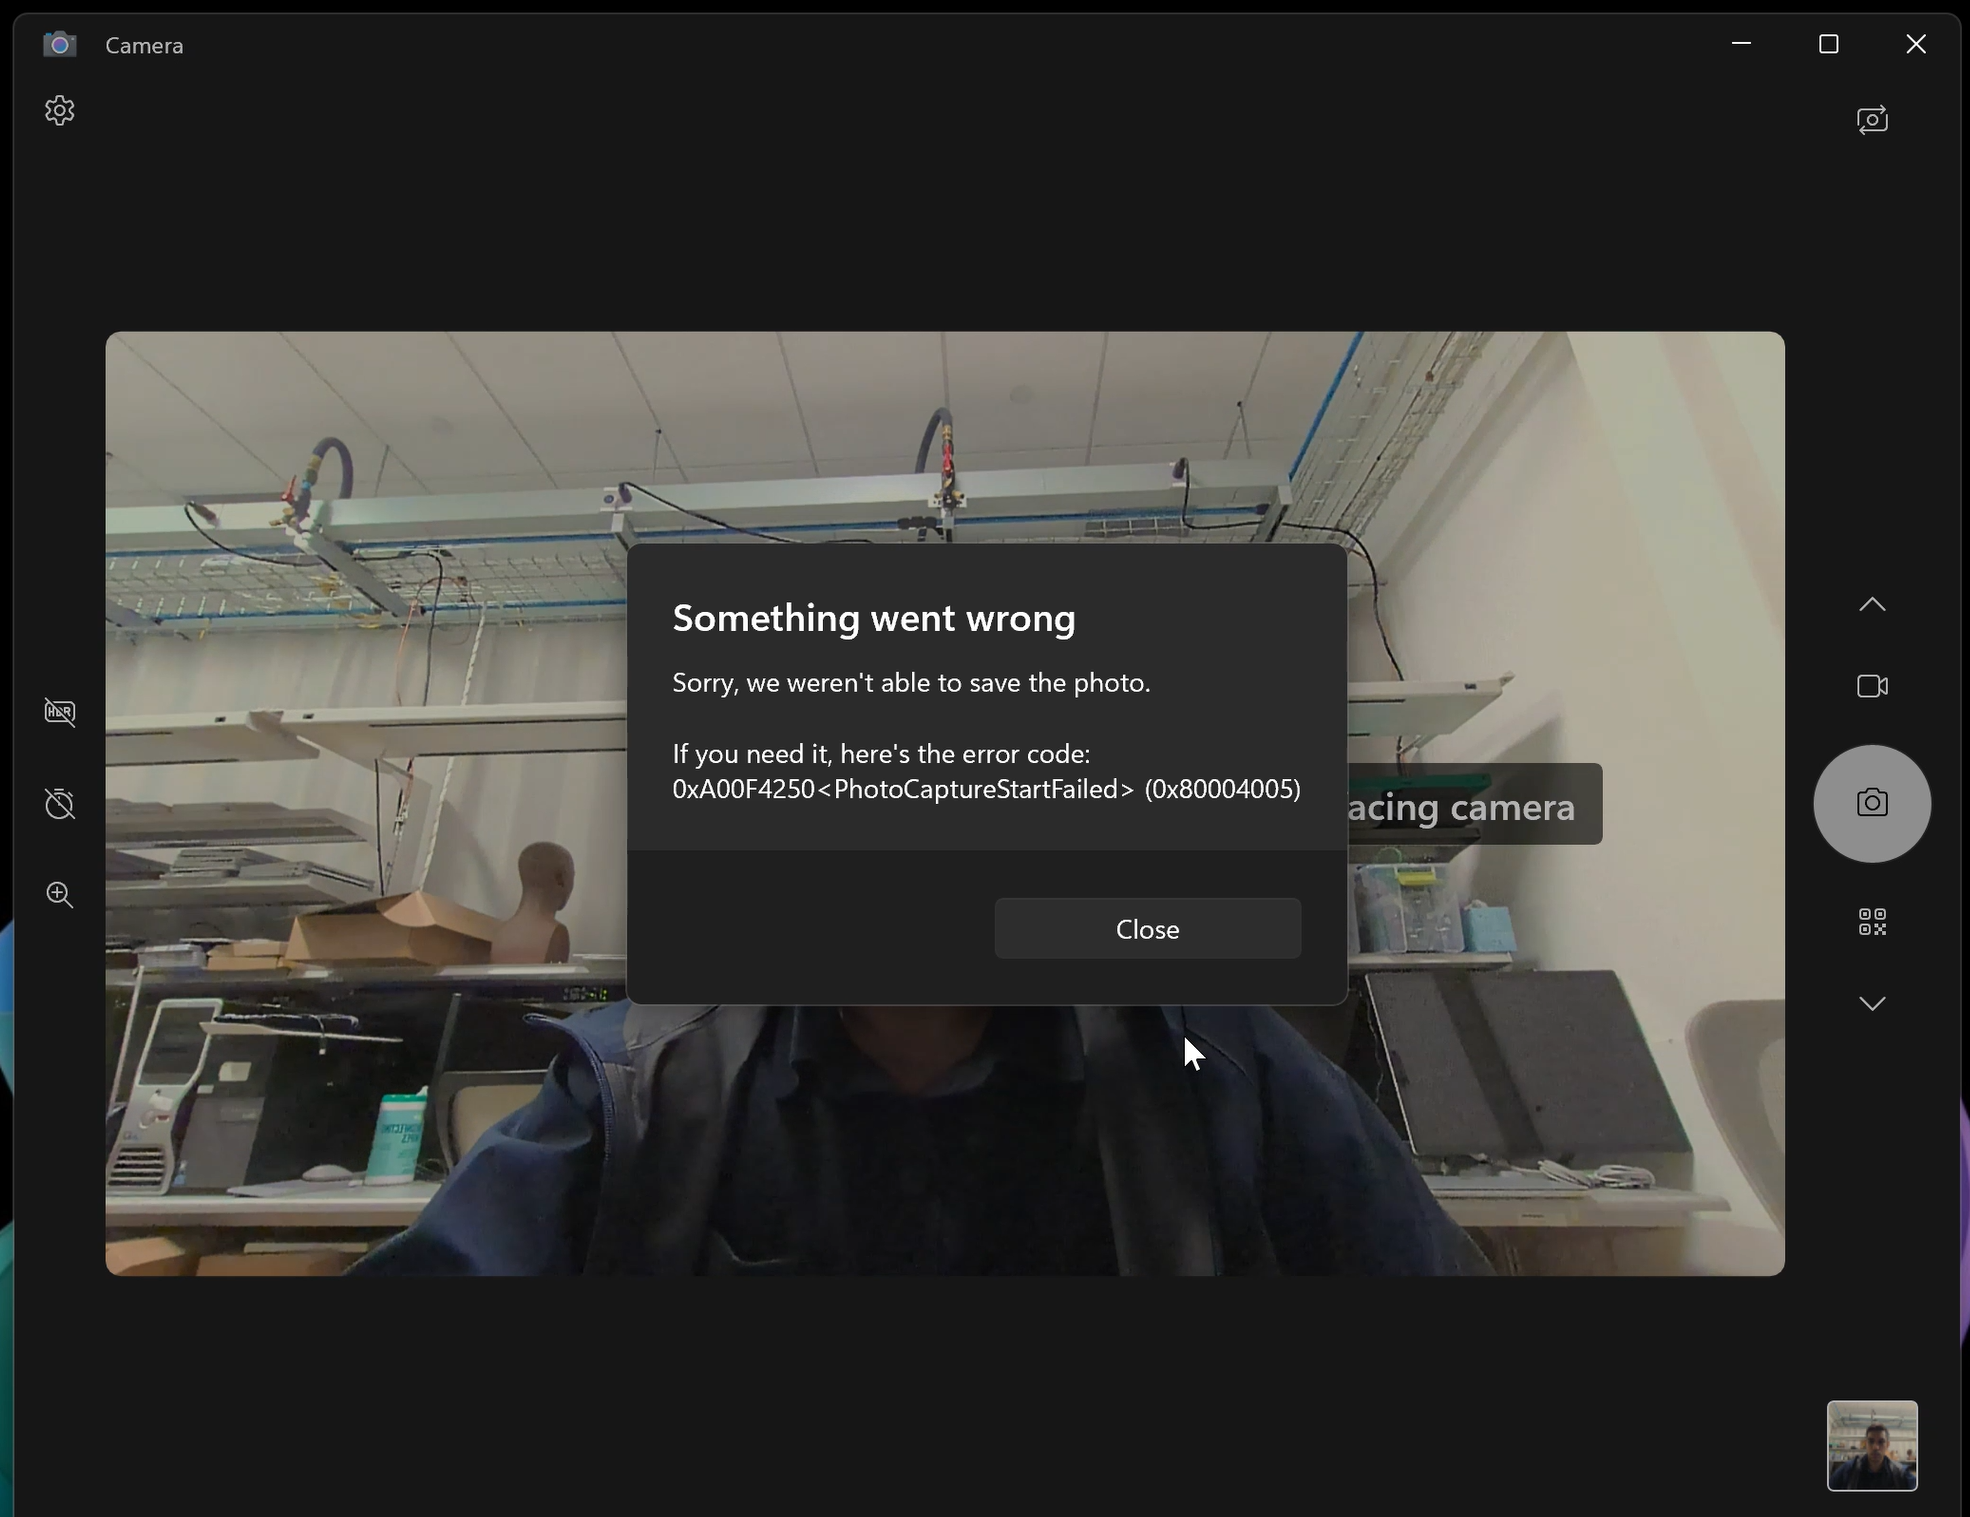 Camera
HDR
Something went wrong
Sorry, we weren't able to save the photo.
If you need it, here's the error code:
0xA00F4250<PhotoCaptureStartFailed> (0x80004005)
acing camera
Close